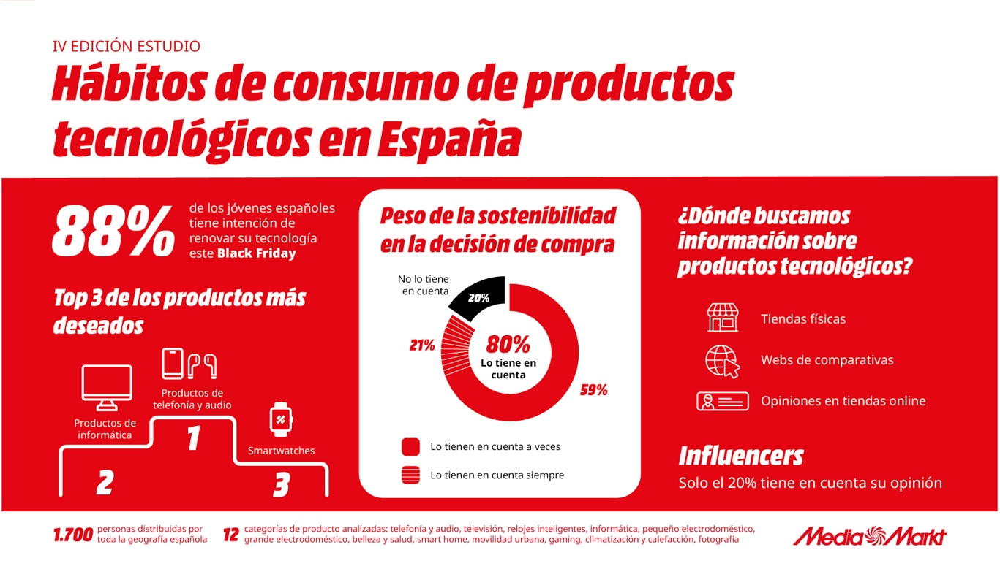 IV EDICIÓN ESTUDIO
Hábitos de consumo de productos
tecnológicos en España
88%
de los jóvenes españoles
tiene intención de
renovar su tecnología
este Black Friday
Top 3 de los productos más
deseados
Productos de
telefonía y audio
Productos de
informática
Smartwatches
1
2
3
Peso de la sostenibilidad
en la decisión de compra
No lo tiene
en cuenta
20%
21%
80%
Lo tiene en
cuenta
59%
Lo tienen en cuenta a veces
Lo tienen en cuenta siempre
¿Dónde buscamos
información sobre
productos tecnológicos?
Tiendas físicas
Webs de comparativas
Opiniones en tiendas online
Influencers
Solo el 20% tiene en cuenta su opinión
1.700 personas distribuidas por
toda la geografía española
12 categorías de producto analizadas: telefonía y audio, televisión, relojes inteligentes, informática, pequeño electrodoméstico,
grande electrodoméstico, belleza y salud, smart home, movilidad urbana, gaming, climatización y calefacción, fotografía
Media Markt